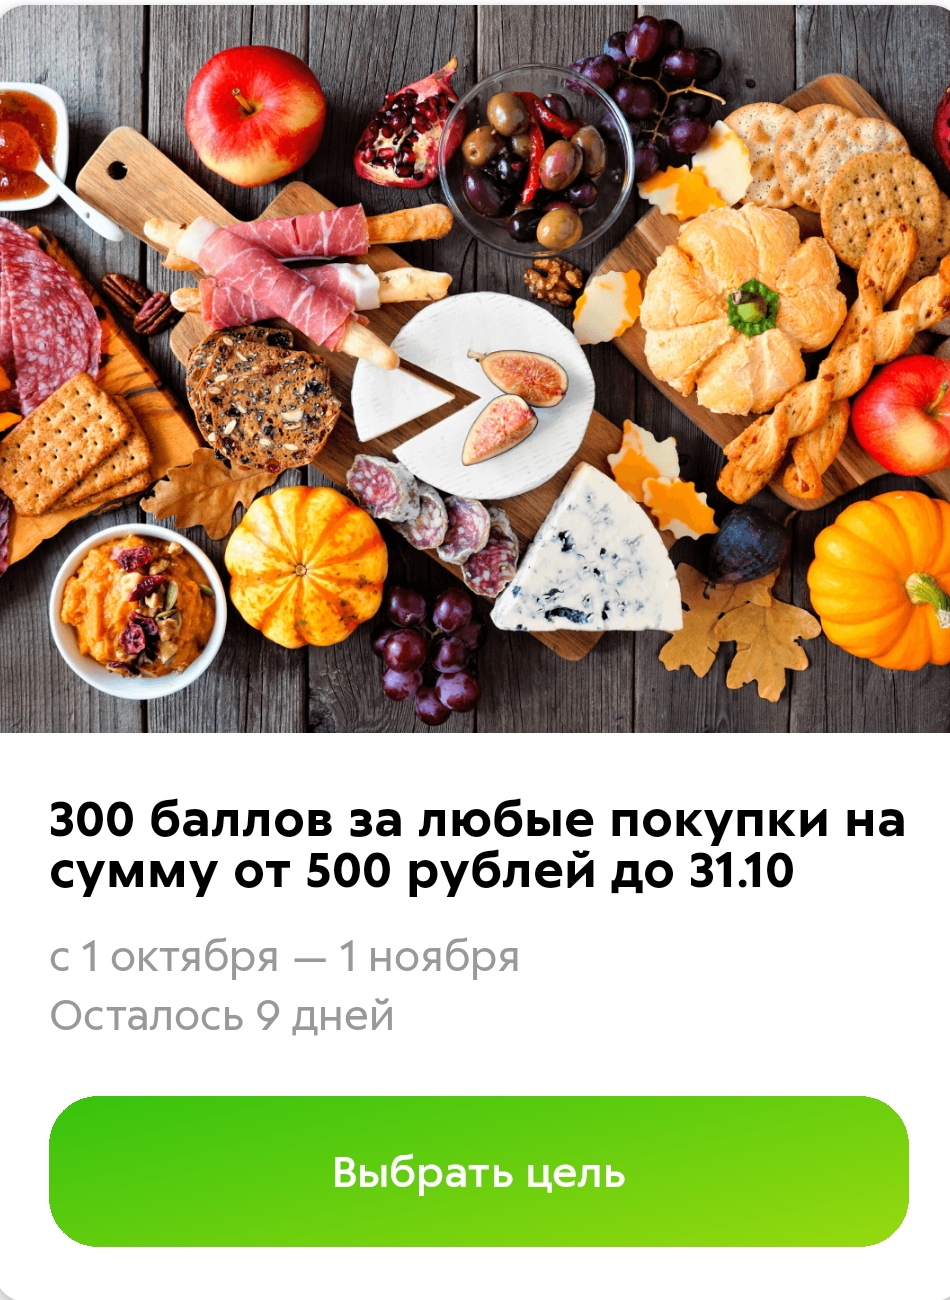 300 баллов за любые покупки на
сумму от 500 рублей до 31.10
с 1 октября — 1 ноября
Осталось 9 дней
Выбрать цель